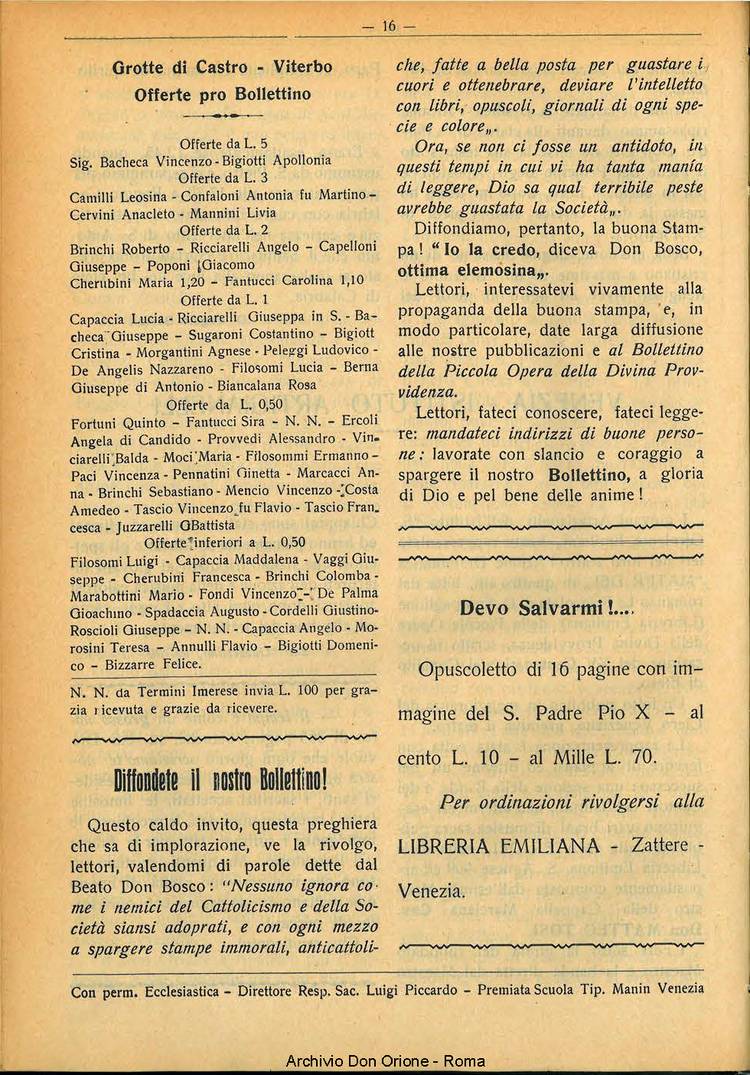 — 16 —
Grotte di Castro - Viterbo
Offerte pro Bollettino
Offerte da L. 5
Sig. Bacheca Vincenzo - Bigiotti Apollonia
Offerte da L. 3
Camilli Leosina - Confaloni Antonia fu Martino -
Cervini Anacleto - Mannini Livia
Offerte da L. 2
Brinchi Roberto - Ricciarelli Angelo - Capelloni
Giuseppe - Poponi Giacomo
Cherubini Maria 1,20 - Fantucci Carolina 1,10
Offerte da L. 1
Capaccia Lucia - Ricciarelli Giuseppa in S. - Ba-
checa Giuseppe - Sugaroni Costantino - Bigiott
Cristina - Morgantini Agnese - Peleggi Ludovico -
De Angelis Nazzareno - Filosomi Lucia - Berna
Giuseppe di Antonio - Biancalana Rosa
Offerte da L. 0,50
Fortuni Quinto - Fantucci Sira - N. N. - Ercoli
Angela di Candido - Provvedi Alessandro - Vin-
ciarelli Balda - Moci Maria - Filosommi Ermanno -
Paci Vincenza - Pennatini Ginetta - Marcacci An-
na - Brinchi Sebastiano - Mencio Vincenzo - Costa
Amedeo - Tascio Vincenzo fu Flavio - Tascio Fran.
cesca - Juzzarelli GBattista
Offerte inferiori a L. 0,50
Filosomi Luigi - Capaccia Maddalena - Vaggi Giu-
seppe - Cherubini Francesca - Brinchi Colomba -
Marabottini Mario - Fondi Vincenzo - De Palma
Gioachino - Spadaccia Augusto - Cordelli Giustino-
Roscioli Giuseppe - N. N. - Capaccia Angelo - Mo-
rosini Teresa - Annulli Flavio - Bigiotti Domeni-
co - Bizzarre Felice.
N. N. da Termini Imerese invia L. 100 per gra-
zia ricevuta e grazie da ricevere.
Diffondete il nostro Bollettino!
Questo caldo invito, questa preghiera
che sa di implorazione, ve la rivolgo,
lettori, valendomi di parole dette dal
Beato Don Bosco : "Nessuno ignora co-
me i nemici del Cattolicismo e della So-
cietà siansi adoprati, e con ogni mezzo
a spargere stampe immorali, anticattoli-
che, fatte a bella posta per guastare i
cuori e ottenebrare, deviare l'intelletto
con libri, opuscoli, giornali di ogni spe-
cie e colore„.
Ora, se non ci fosse un antidoto, in
questi tempi in cui vi ha tanta manía
di leggere, Dio sa qual terribile peste
avrebbe guastata la Società„.
Diffondiamo, pertanto, la buona Stam-
pa ! " Io la credo, diceva Don Bosco,
ottima elemosina„.
Lettori, interessatevi vivamente alla
propaganda della buona stampa, e, in
modo particolare, date larga diffusione
alle nostre pubblicazioni e al Bollettino
della Piccola Opera della Divina Prov-
videnza.
Lettori, fateci conoscere, fateci legge-
re: mandateci indirizzi di buone perso-
ne : lavorate con slancio e coraggio a
spargere il nostro Bollettino, a gloria
di Dio e pel bene delle anime !
Devo Salvarmi !....
Opuscoletto di 16 pagine con im-
magine del S. Padre Pio X - al
cento L. 10 - al Mille L. 70.
Per ordinazioni rivolgersi alla
LIBRERIA EMILIANA - Zattere -
Venezia.
Con perm. Ecclesiastica - Direttore Resp. Sac. Luigi Piccardo - Premiata Scuola Tip. Manin Venezia
Archivio Don Orione - Roma